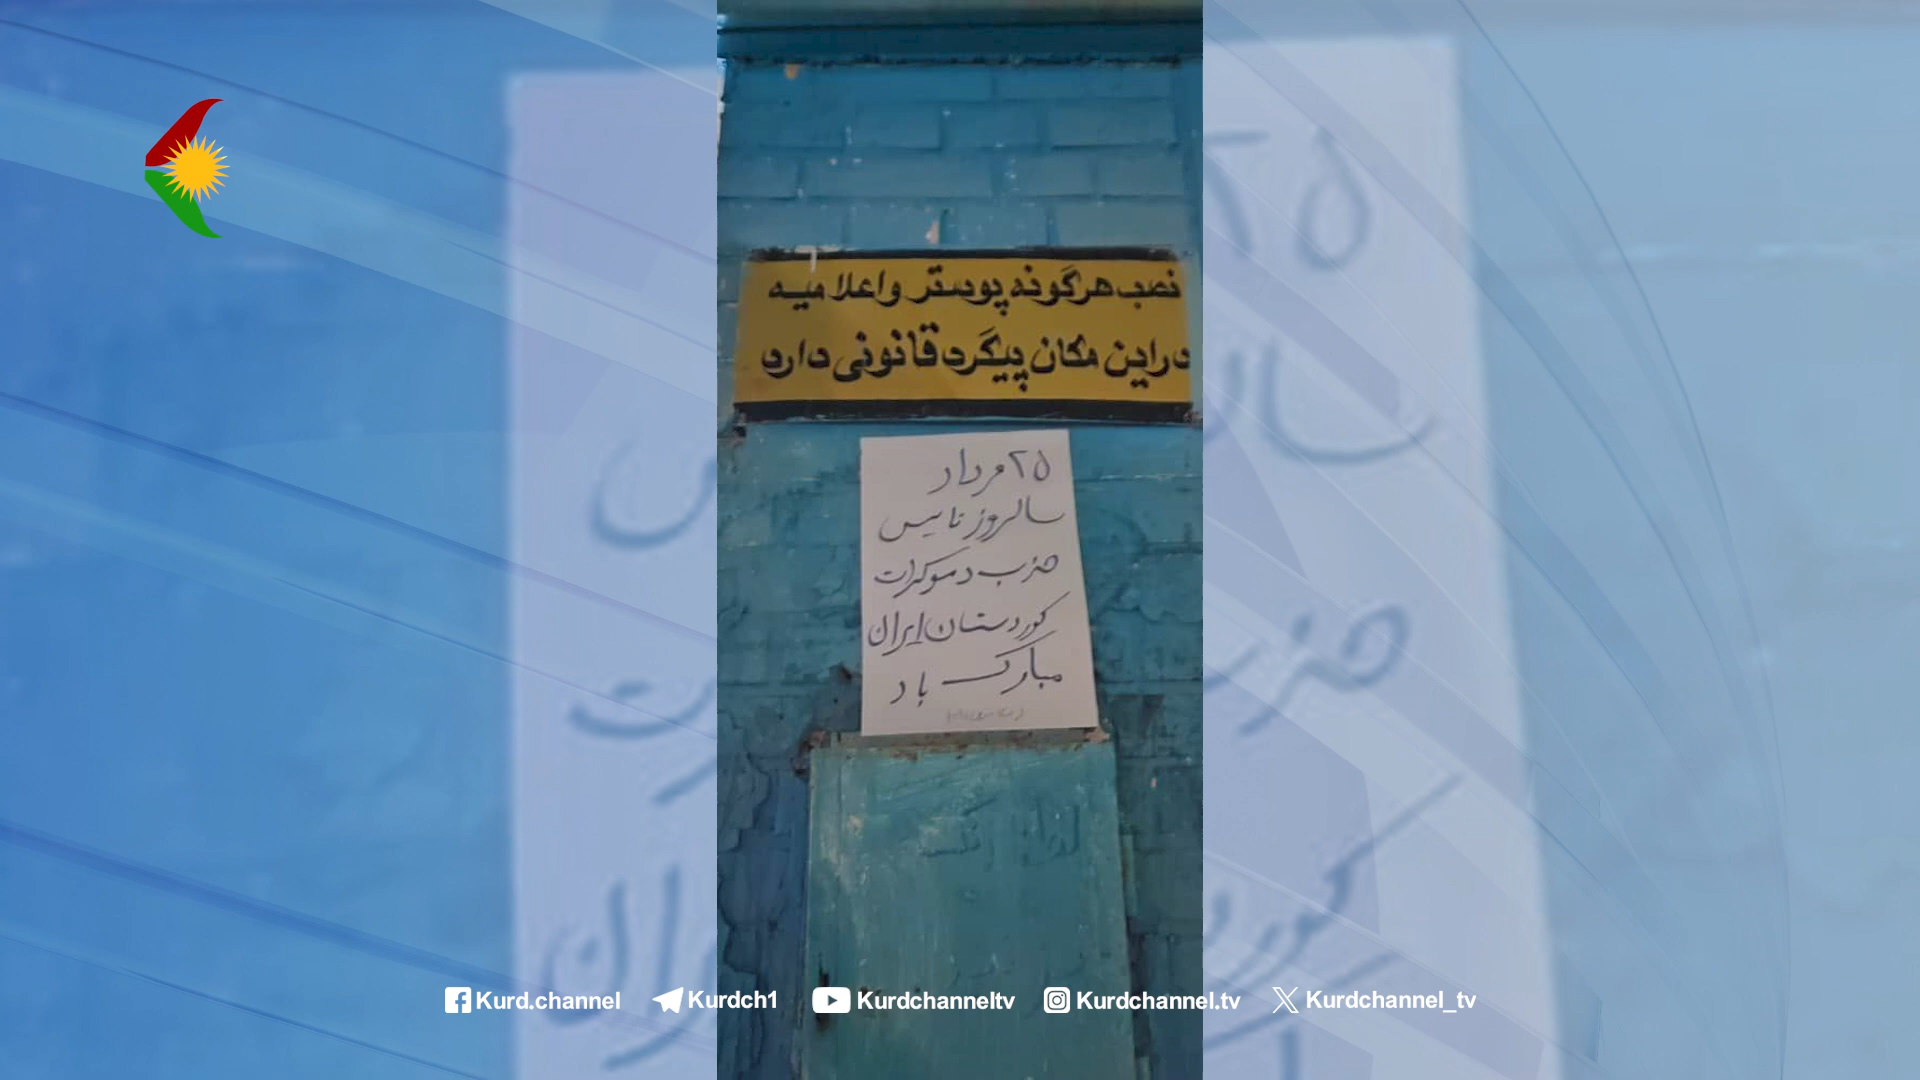 نصب هرگونه پوستر و اعلامیه
در این مکان پیگرد قانونی دارد
۲۵ مرداد
سالروز تاسیس
حزب دموکرات
کوردستان ایران
مبارک باد
Kurd.channel
Kurdch1
Kurdchanneltv
Kurdchannel.tv
Kurdchannel_tv